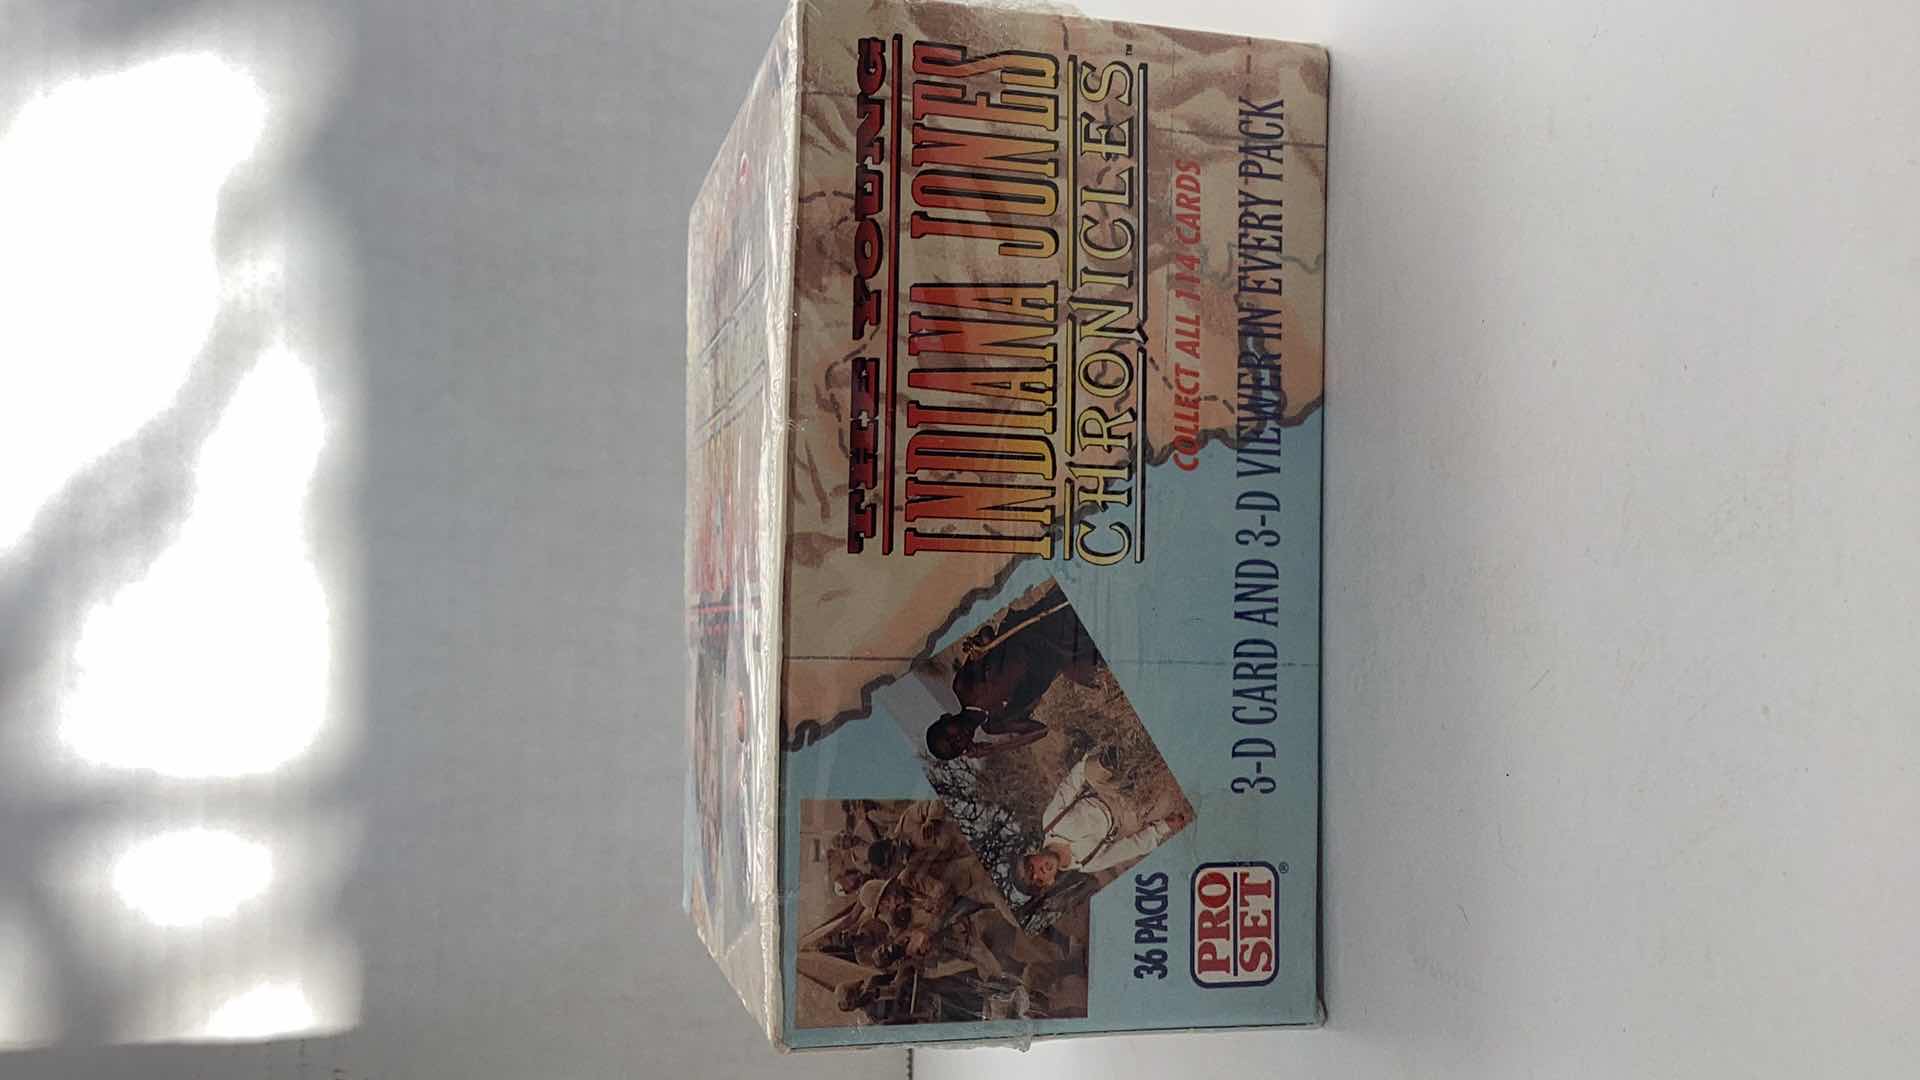 THE YOUNG
INDIANA JONES
CHRONICLES™
COLLECT ALL 114 CARDS
3-D CARD AND 3-D VIEWER IN EVERY PACK
36 PACKS
PRO
SET®